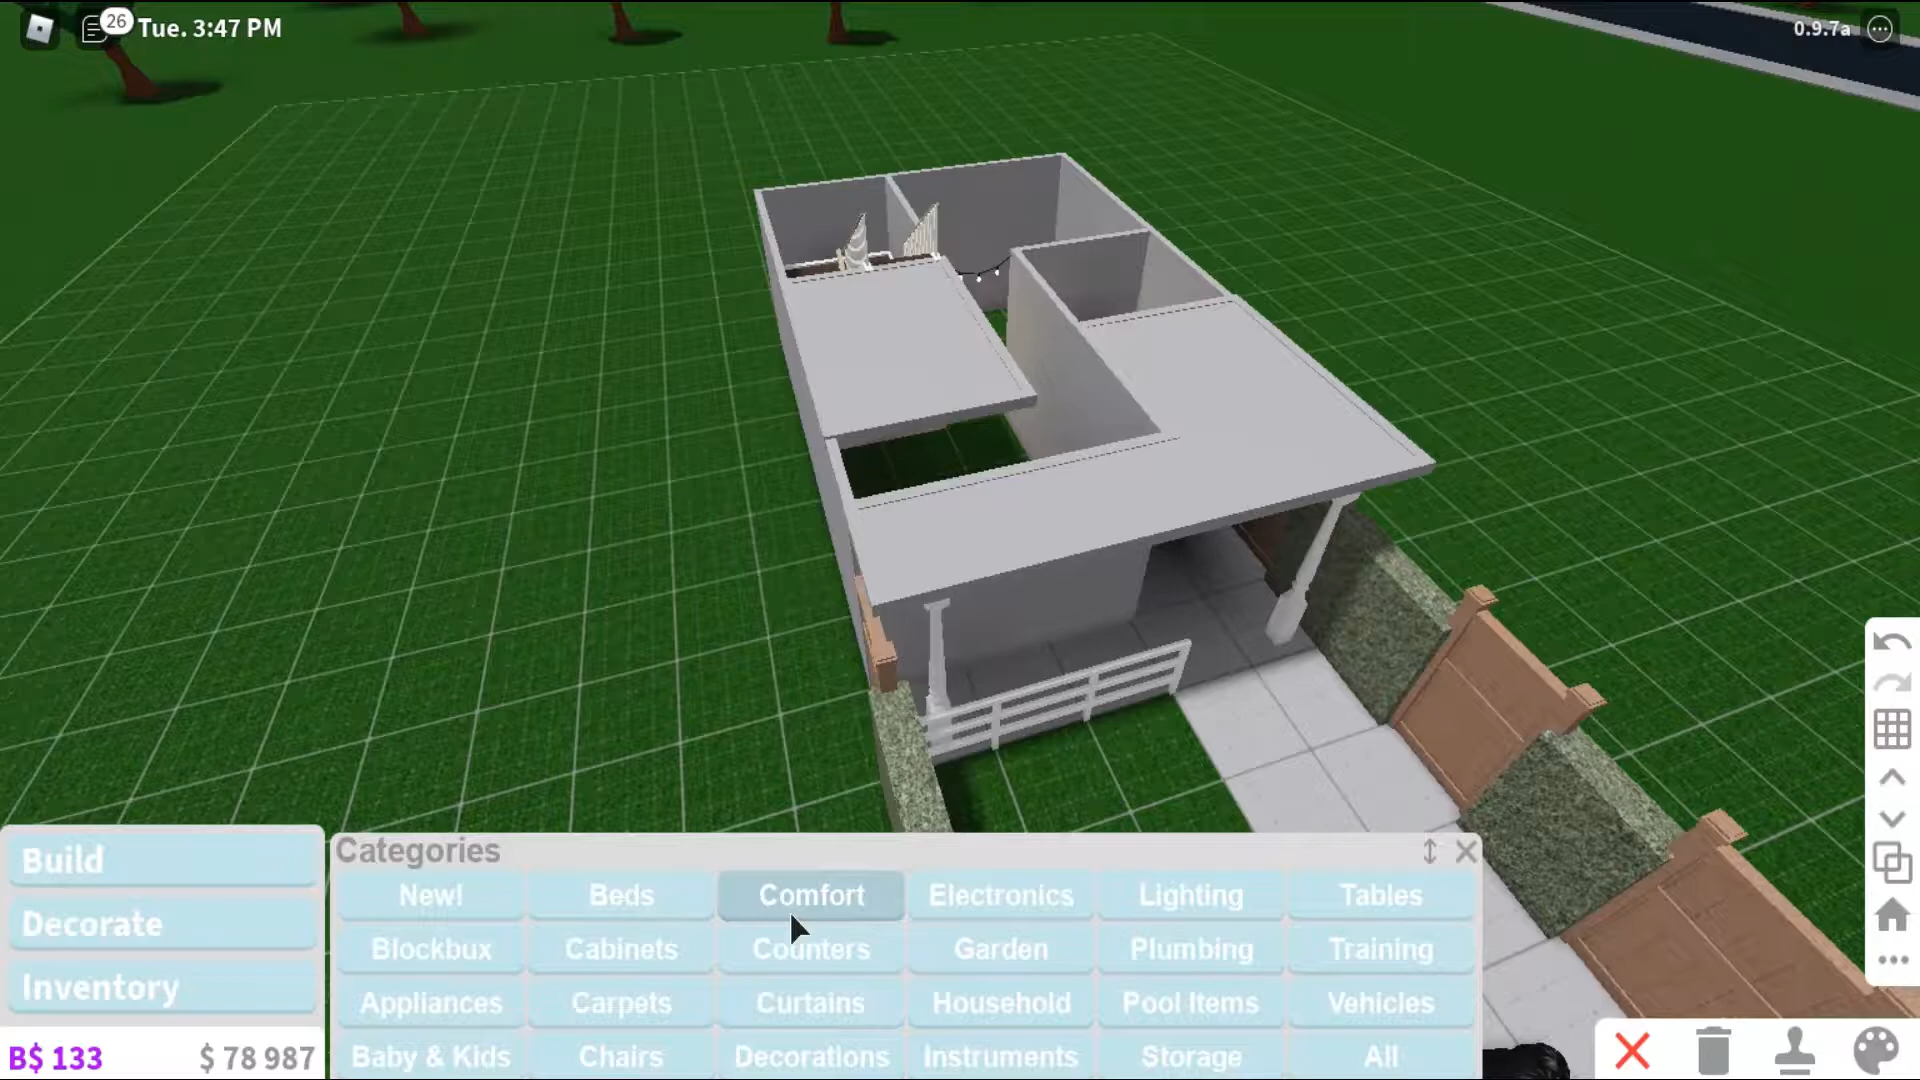 26
Tue. 3:47 PM
0.9.7a
Build
Decorate
Inventory
B$ 133
$ 78 987
Categories
New! Beds Comfort Electronics Lighting Tables
Blockbux Cabinets Counters Garden Plumbing Training
Appliances Carpets Curtains Household Pool Items Vehicles
Baby & Kids Chairs Decorations Instruments Storage All